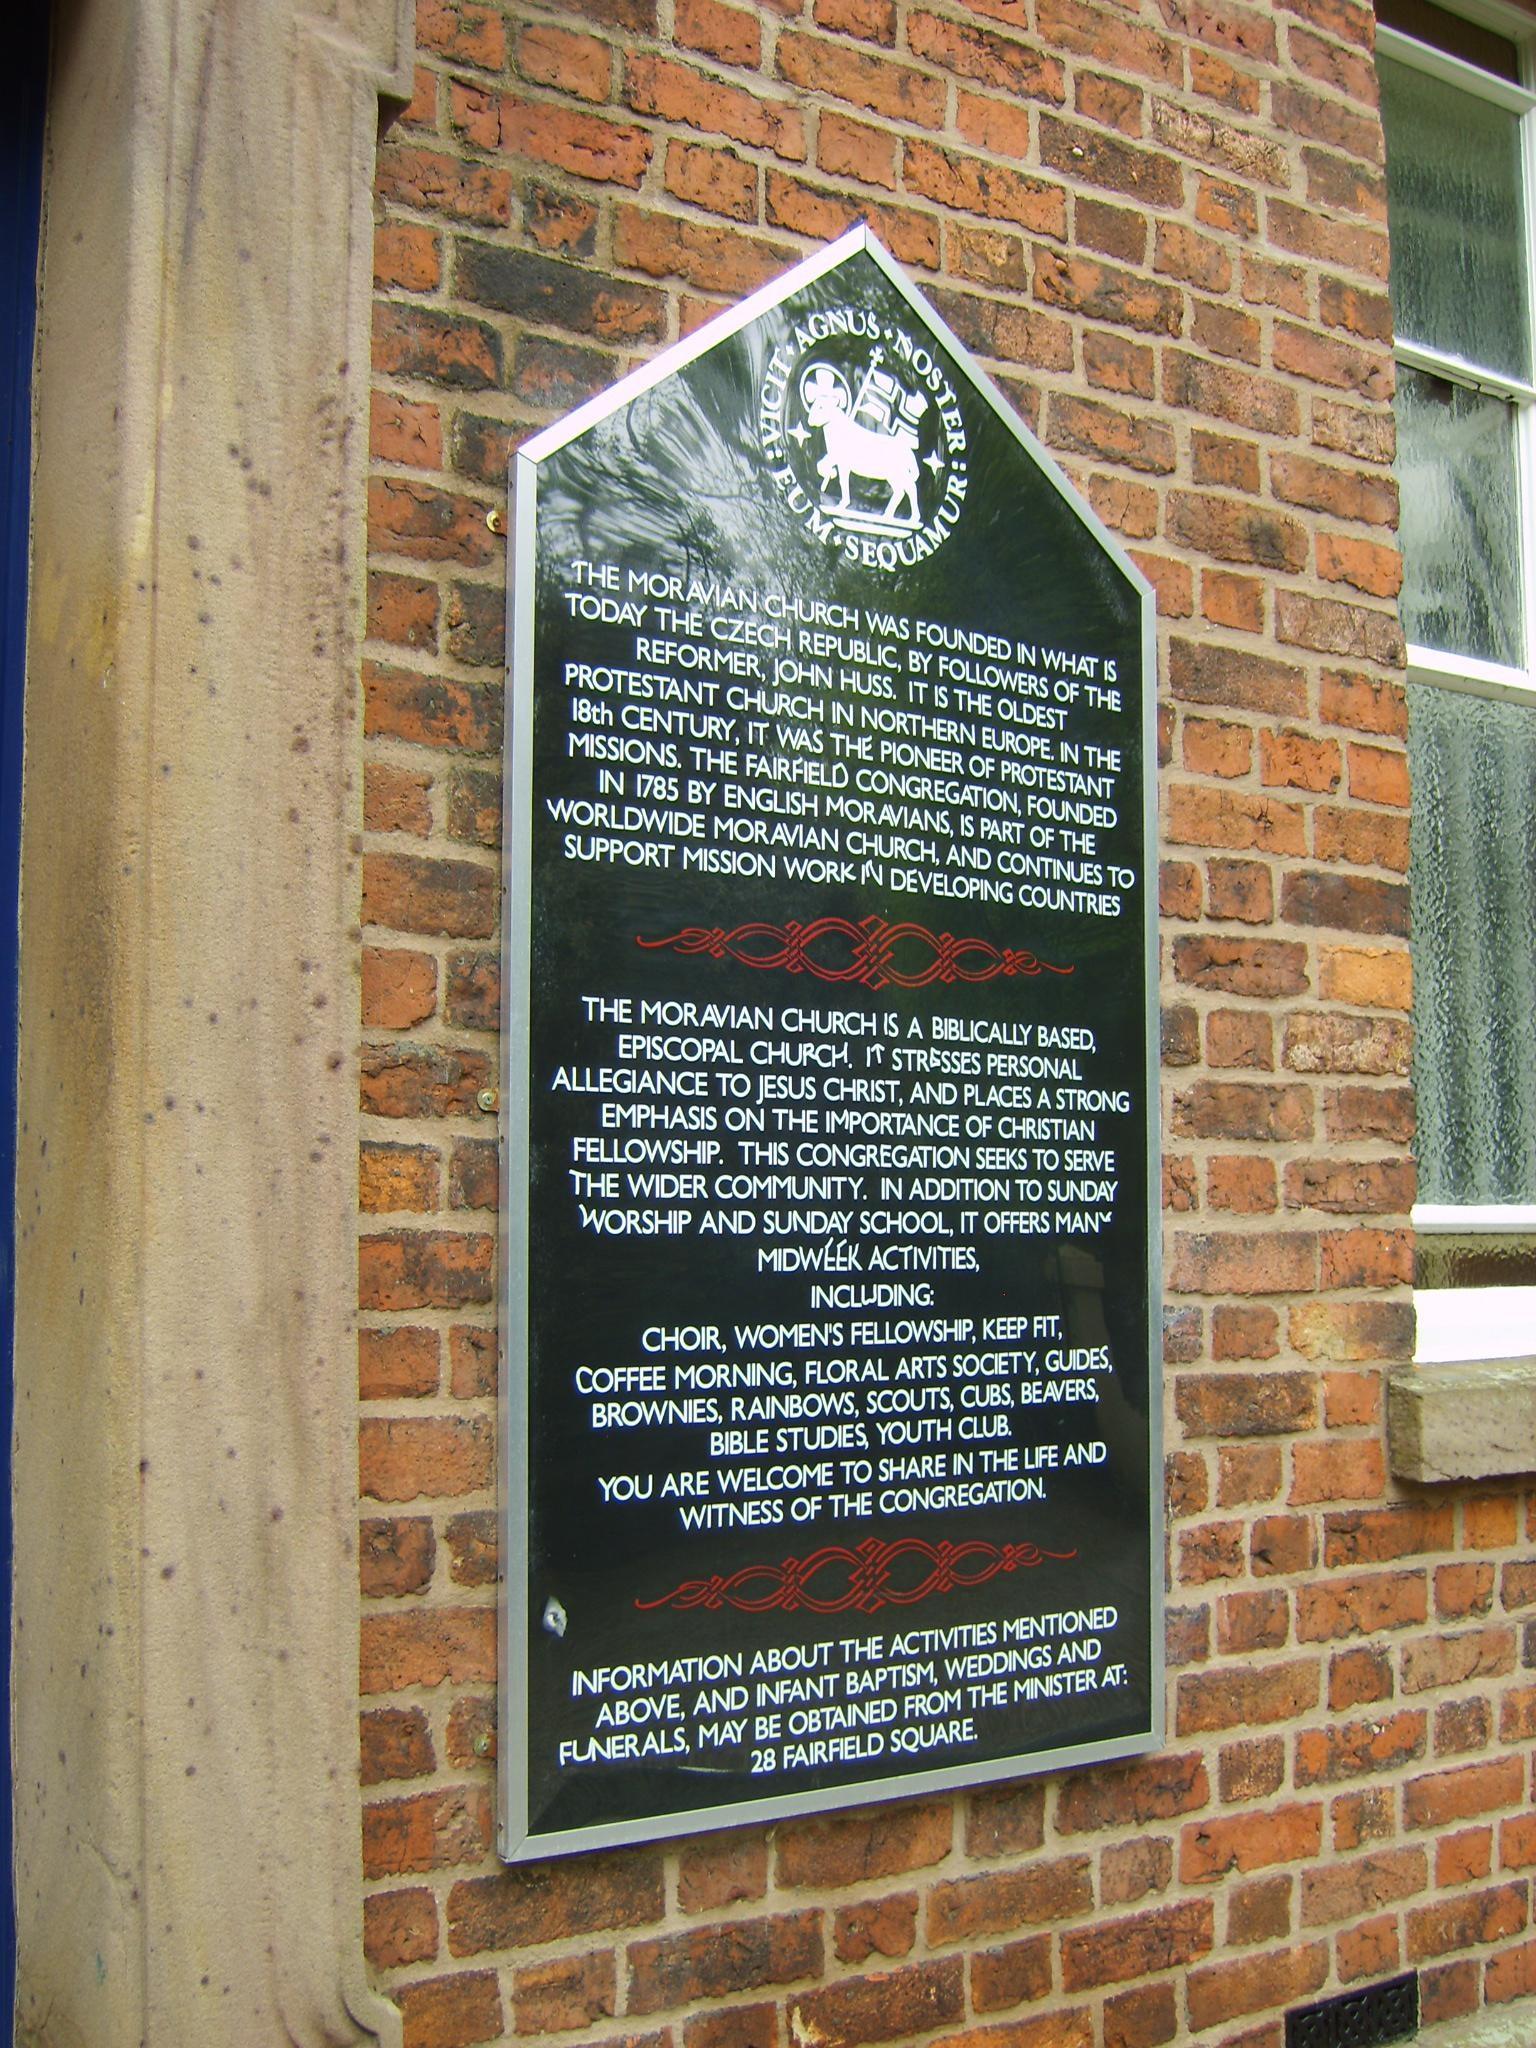 VICIT · AGNUS · NOSTER : EUM · SEQUAMUR :
THE MORAVIAN CHURCH WAS FOUNDED IN WHAT IS
TODAY THE CZECH REPUBLIC, BY FOLLOWERS OF THE
REFORMER, JOHN HUSS. IT IS THE OLDEST
PROTESTANT CHURCH IN NORTHERN EUROPE. IN THE
18th CENTURY, IT WAS THE PIONEER OF PROTESTANT
MISSIONS. THE FAIRFIELD CONGREGATION, FOUNDED
IN 1785 BY ENGLISH MORAVIANS, IS PART OF THE
WORLDWIDE MORAVIAN CHURCH, AND CONTINUES TO
SUPPORT MISSION WORK IN DEVELOPING COUNTRIES
THE MORAVIAN CHURCH IS A BIBLICALLY BASED,
EPISCOPAL CHURCH. IT STRESSES PERSONAL
ALLEGIANCE TO JESUS CHRIST, AND PLACES A STRONG
EMPHASIS ON THE IMPORTANCE OF CHRISTIAN
FELLOWSHIP. THIS CONGREGATION SEEKS TO SERVE
THE WIDER COMMUNITY. IN ADDITION TO SUNDAY
WORSHIP AND SUNDAY SCHOOL, IT OFFERS MANY
MIDWEEK ACTIVITIES,
INCLUDING:
CHOIR, WOMEN'S FELLOWSHIP, KEEP FIT,
COFFEE MORNING, FLORAL ARTS SOCIETY, GUIDES,
BROWNIES, RAINBOWS, SCOUTS, CUBS, BEAVERS,
BIBLE STUDIES, YOUTH CLUB.
YOU ARE WELCOME TO SHARE IN THE LIFE AND
WITNESS OF THE CONGREGATION.
INFORMATION ABOUT THE ACTIVITIES MENTIONED
ABOVE, AND INFANT BAPTISM, WEDDINGS AND
FUNERALS, MAY BE OBTAINED FROM THE MINISTER AT:
28 FAIRFIELD SQUARE.